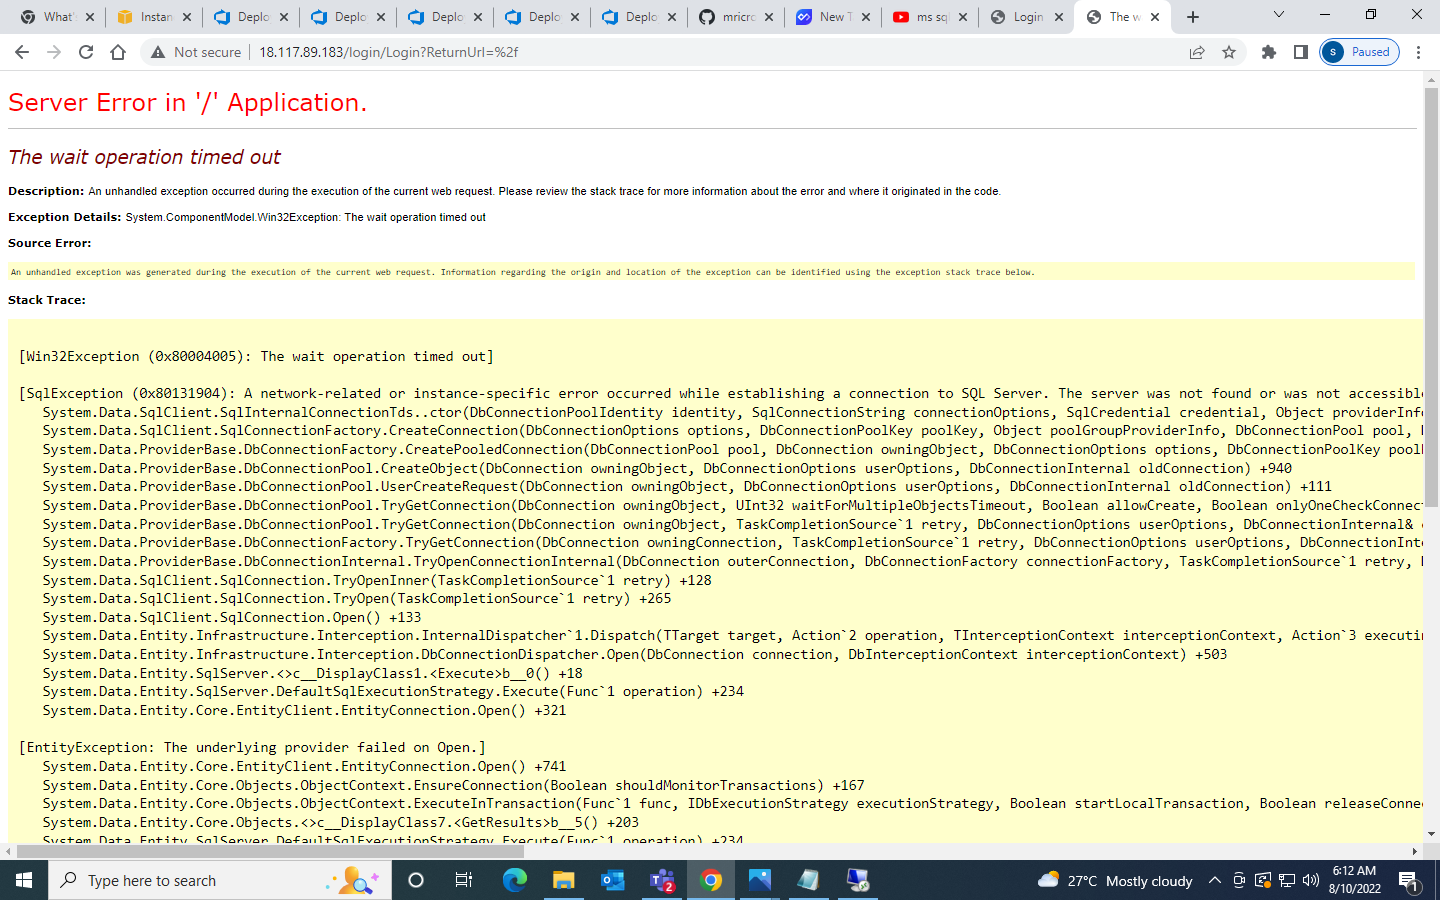 What's
Instan
Deplo
Deplo
Deplo
Deplo
Deplo
mricro
New T
ms sq
Login
The w
Not secure
18.117.89.183/login/Login?ReturnUrl=%2f
S
Paused
Server Error in '/' Application.
The wait operation timed out
Description: An unhandled exception occurred during the execution of the current web request. Please review the stack trace for more information about the error and where it originated in the code.
Exception Details: System.ComponentModel.Win32Exception: The wait operation timed out
Source Error:
An unhandled exception was generated during the execution of the current web request. Information regarding the origin and location of the exception can be identified using the exception stack trace below.
Stack Trace:
[Win32Exception (0x80004005): The wait operation timed out]
[SqlException (0x80131904): A network-related or instance-specific error occurred while establishing a connection to SQL Server. The server was not found or was not accessible
System.Data.SqlClient.SqlInternalConnectionTds..ctor(DbConnectionPoolIdentity identity, SqlConnectionString connectionOptions, SqlCredential credential, Object providerInf
System.Data.SqlClient.SqlConnectionFactory.CreateConnection(DbConnectionOptions options, DbConnectionPoolKey poolKey, Object poolGroupProviderInfo, DbConnectionPool pool,
System.Data.ProviderBase.DbConnectionFactory.CreatePooledConnection(DbConnectionPool pool, DbConnection owningObject, DbConnectionOptions options, DbConnectionPoolKey pool
System.Data.ProviderBase.DbConnectionPool.CreateObject(DbConnection owningObject, DbConnectionOptions userOptions, DbConnectionInternal oldConnection) +940
System.Data.ProviderBase.DbConnectionPool.UserCreateRequest(DbConnection owningObject, DbConnectionOptions userOptions, DbConnectionInternal oldConnection) +111
System.Data.ProviderBase.DbConnectionPool.TryGetConnection(DbConnection owningObject, UInt32 waitForMultipleObjectsTimeout, Boolean allowCreate, Boolean onlyOneCheckConnect
System.Data.ProviderBase.DbConnectionPool.TryGetConnection(DbConnection owningObject, TaskCompletionSource`1 retry, DbConnectionOptions userOptions, DbConnectionInternal&
System.Data.ProviderBase.DbConnectionFactory.TryGetConnection(DbConnection owningConnection, TaskCompletionSource`1 retry, DbConnectionOptions userOptions, DbConnectionInte
System.Data.ProviderBase.DbConnectionInternal.TryOpenConnectionInternal(DbConnection outerConnection, DbConnectionFactory connectionFactory, TaskCompletionSource`1 retry,
System.Data.SqlClient.SqlConnection.TryOpenInner(TaskCompletionSource`1 retry) +128
System.Data.SqlClient.SqlConnection.TryOpen(TaskCompletionSource`1 retry) +265
System.Data.SqlClient.SqlConnection.Open() +133
System.Data.Entity.Infrastructure.Interception.InternalDispatcher`1.Dispatch(TTarget target, Action`2 operation, TInterceptionContext interceptionContext, Action`3 executi
System.Data.Entity.Infrastructure.Interception.DbConnectionDispatcher.Open(DbConnection connection, DbInterceptionContext interceptionContext) +503
System.Data.Entity.SqlServer.<>c__DisplayClass1.<Execute>b__0() +18
System.Data.Entity.SqlServer.DefaultSqlExecutionStrategy.Execute(Func`1 operation) +234
System.Data.Entity.Core.EntityClient.EntityConnection.Open() +321
[EntityException: The underlying provider failed on Open.]
System.Data.Entity.Core.EntityClient.EntityConnection.Open() +741
System.Data.Entity.Core.Objects.ObjectContext.EnsureConnection(Boolean shouldMonitorTransactions) +167
System.Data.Entity.Core.Objects.ObjectContext.ExecuteInTransaction(Func`1 func, IDbExecutionStrategy executionStrategy, Boolean startLocalTransaction, Boolean releaseConne
System.Data.Entity.Core.Objects.<>c__DisplayClass7.<GetResults>b__5() +203
System.Data.Entity.SqlServer.DefaultSqlExecutionStrategy.Execute(Func`1 operation) +234
Type here to search
2
27°C Mostly cloudy
6:12 AM
8/10/2022
1